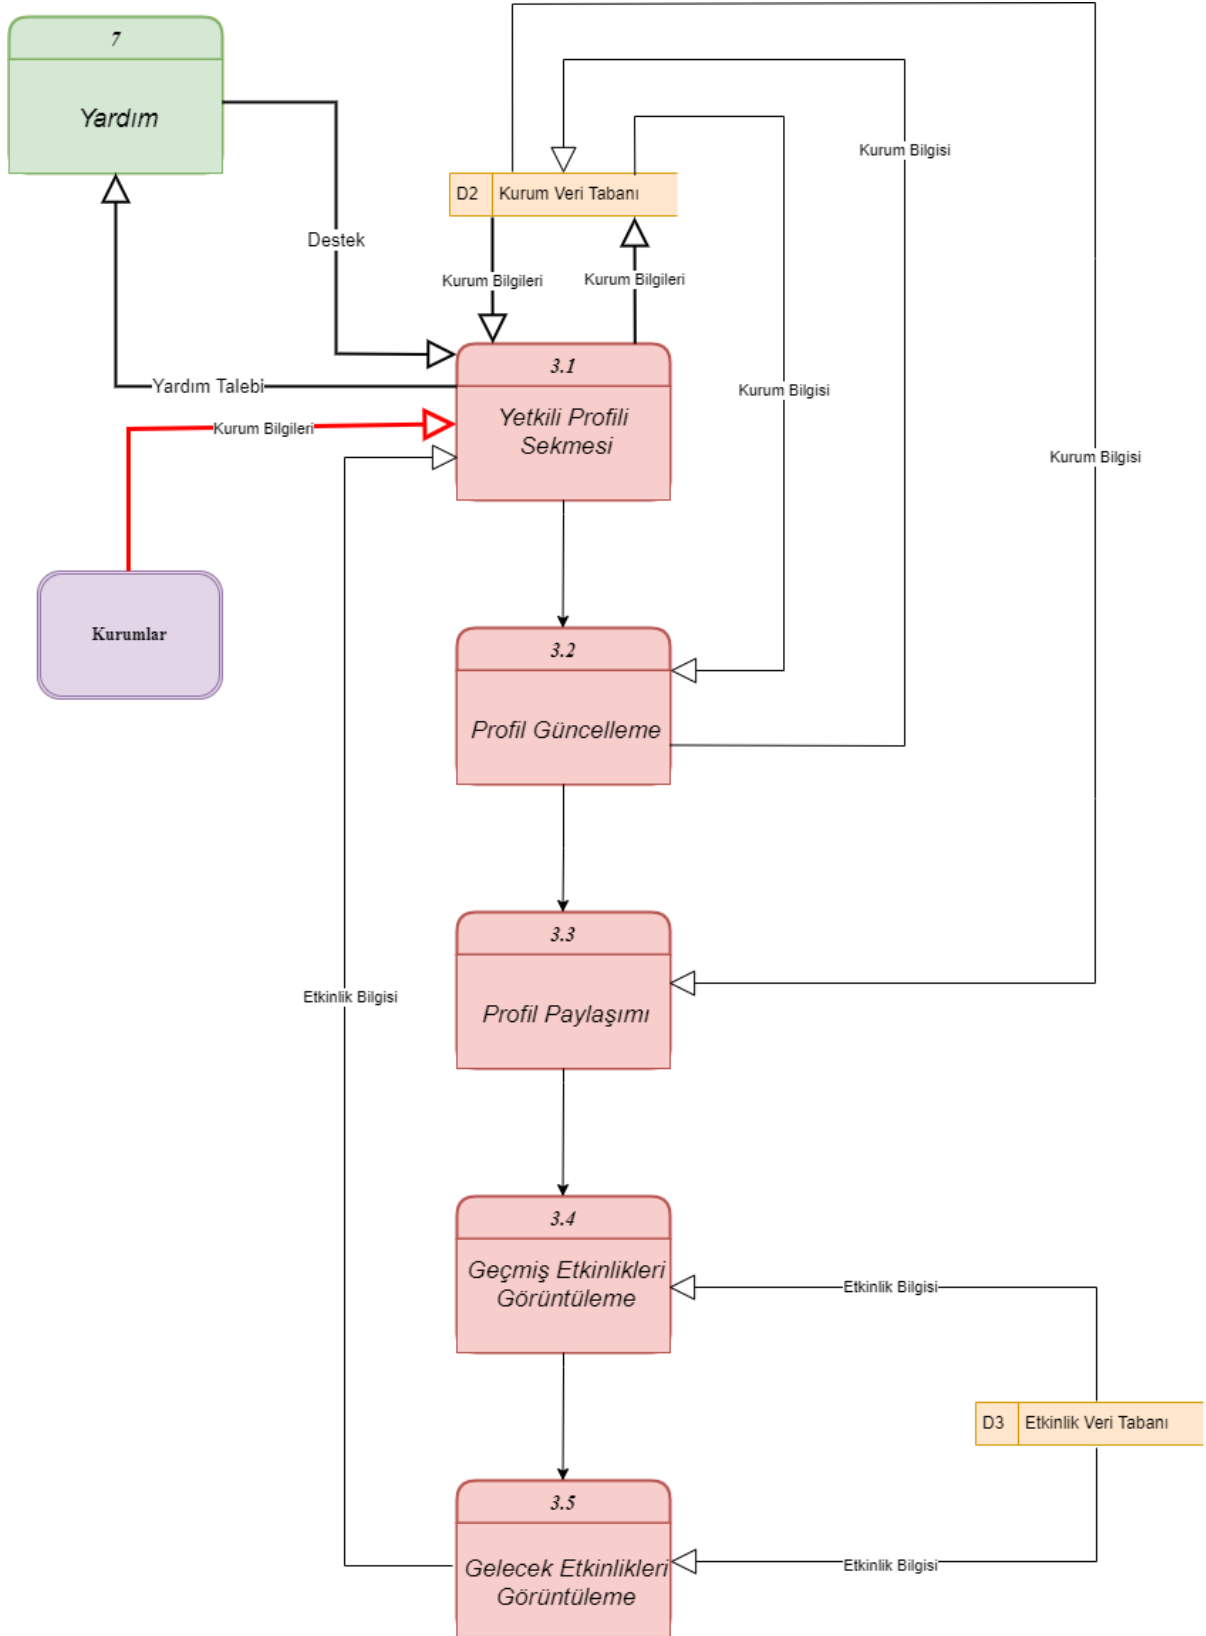 7
Yardım
Kurum Bilgisi
D2
Kurum Veri Tabanı
Destek
Kurum Bilgileri
Kurum Bilgileri
3.1
Yardım Talebi
Kurum Bilgisi
Yetkili Profili
Sekmesi
Kurum Bilgileri
Kurum Bilgisi
Kurumlar
3.2
Profil Güncelleme
3.3
Etkinlik Bilgisi
Profil Paylaşımı
3.4
Geçmiş Etkinlikleri
Görüntüleme
Etkinlik Bilgisi
D3
Etkinlik Veri Tabanı
3.5
Gelecek Etkinlikleri
Görüntüleme
Etkinlik Bilgisi